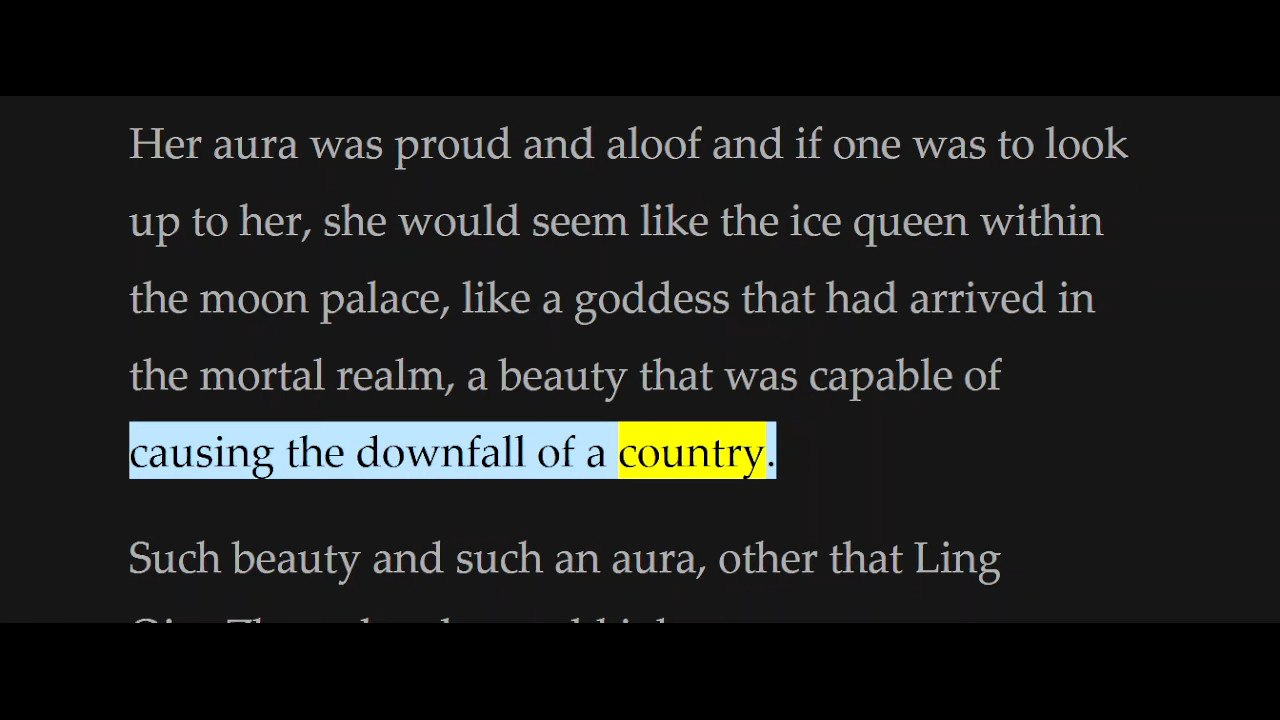 Her aura was proud and aloof and if one was to look
up to her, she would seem like the ice queen within
the moon palace, like a goddess that had arrived in
the mortal realm, a beauty that was capable of
causing the downfall of a country.
Such beauty and such an aura, other that Ling